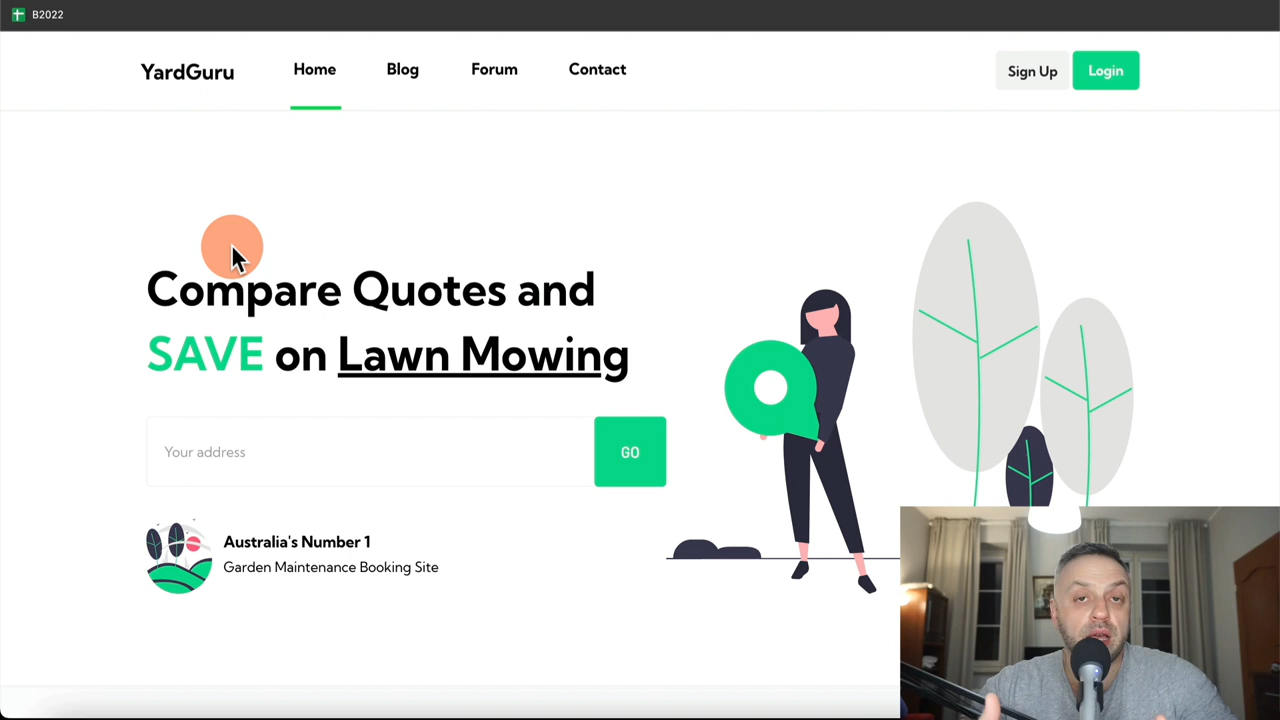 B2022
YardGuru
Home
Blog
Forum
Contact
Sign Up
Login
Compare Quotes and
SAVE on Lawn Mowing
Your address
GO
Australia's Number 1
Garden Maintenance Booking Site